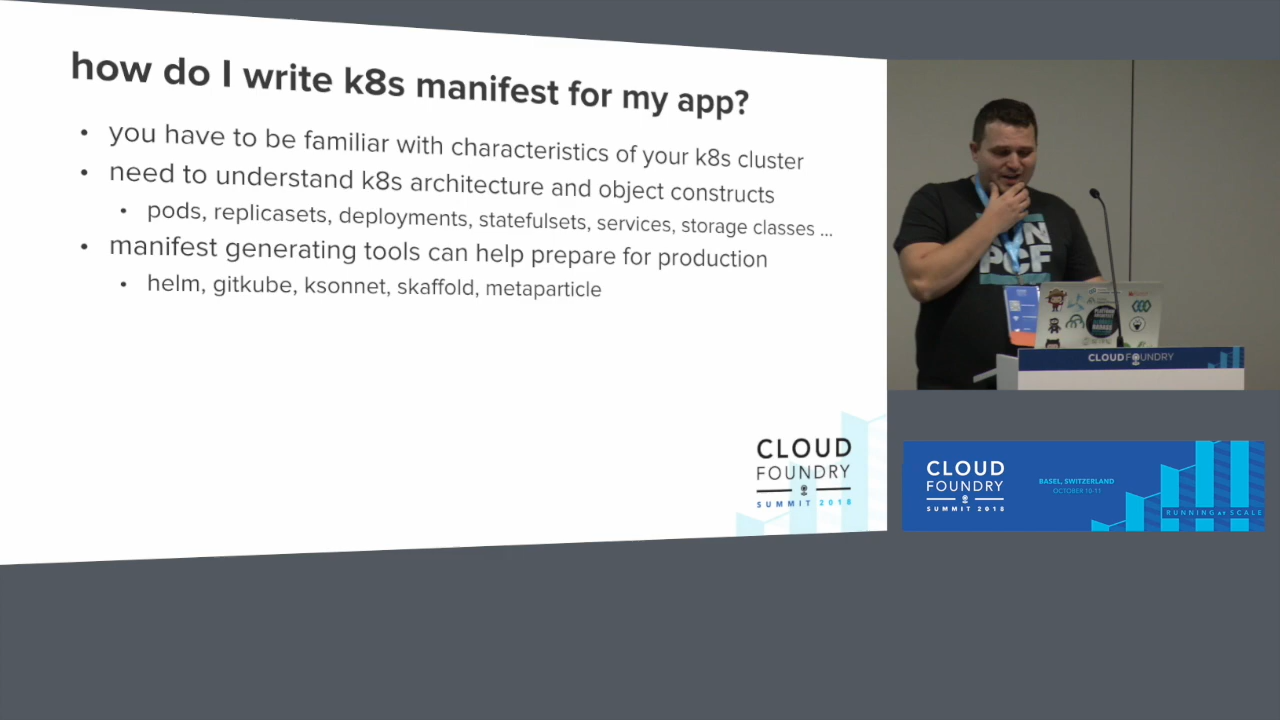 how do I write k8s manifest for my app?
• you have to be familiar with characteristics of your k8s cluster
• need to understand k8s architecture and object constructs
• pods, replicasets, deployments, statefulsets, services, storage classes ...
• manifest generating tools can help prepare for production
• helm, gitkube, ksonnet, skaffold, metaparticle
CLOUD
FOUNDRY
SUMMIT 2018
PCF
CLOUD FOUNDRY
CLOUD
FOUNDRY
SUMMIT 2018
BASEL, SWITZERLAND
OCTOBER 10-11
RUNNING AT SCALE